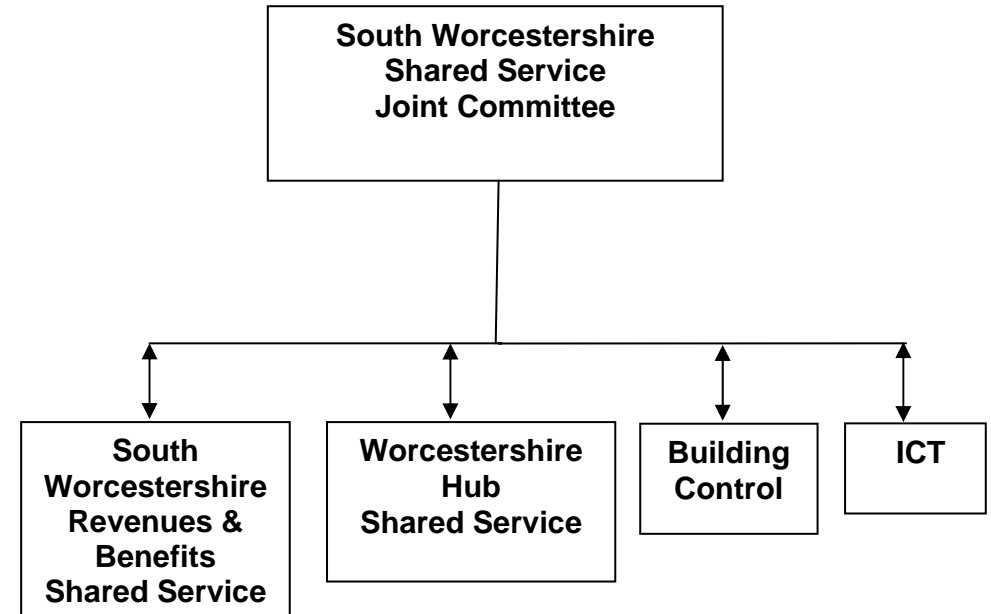 South Worcestershire
Shared Service
Joint Committee
South
Worcestershire
Revenues &
Benefits
Shared Service
Worcestershire
Hub
Shared Service
Building
Control
ICT